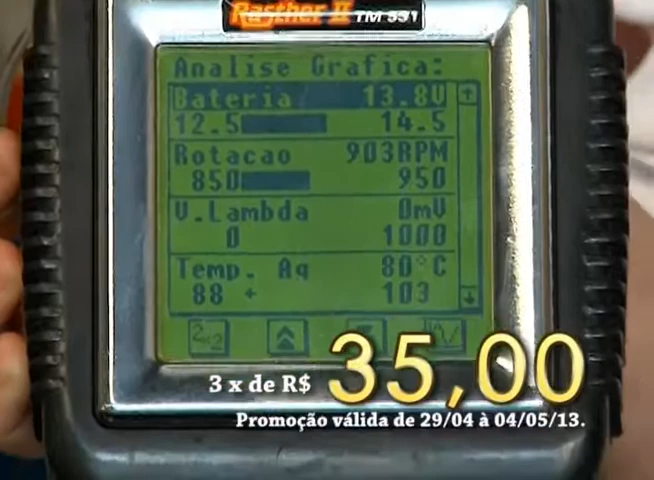 Rasther II TM 531
Analise Grafica:
Bateria 13.8V
12.5 14.5
Rotacao 903RPM
850 950
V.Lambda 0mV
0 1000
Temp. Aq 80°C
88 + 103
3 x de R$ 35,00
Promoção válida de 29/04 à 04/05/13.